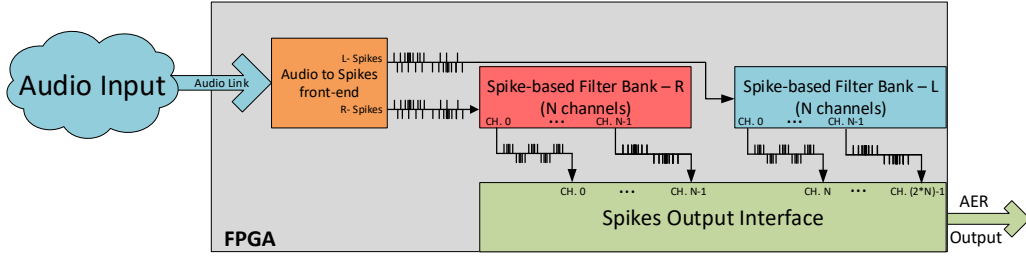 Audio Input
Audio Link
Audio to Spikes
front-end
L- Spikes
R- Spikes
Spike-based Filter Bank – R
(N channels)
CH. 0 ... CH. N-1
Spike-based Filter Bank – L
(N channels)
CH. 0 ... CH. N-1
CH. 0 ... CH. N-1 CH. N ... CH. (2*N)-1
Spikes Output Interface
AER
Output
FPGA